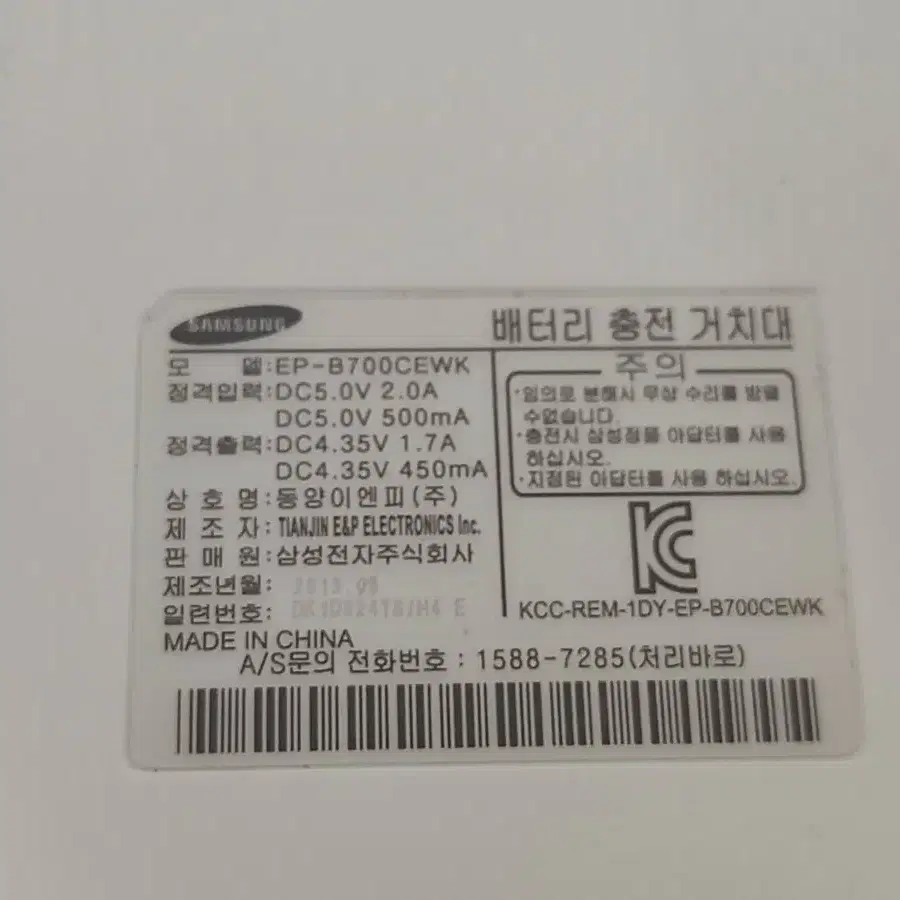 SAMSUNG
배터리 충전 거치대
모 델:EP-B700CEWK
정격입력:DC5.0V 2.0A
DC5.0V 500mA
정격출력:DC4.35V 1.7A
DC4.35V 450mA
상 호 명:동양이엔피(주)
제 조 자: TIANJIN E&P ELECTRONICS Inc.
판 매 원:삼성전자주식회사
제조년월: 2013.09
일련번호:
MADE IN CHINA
주 의
·임의로 분해시 무상 수리를 받을
수없습니다.
·충전시 삼성정품 아답터를 사용
하십시오.
·지정된 아답터를 사용 하십시오.
KC
KCC-REM-1DY-EP-B700CEWK
A/S문의 전화번호 : 1588-7285(처리바로)